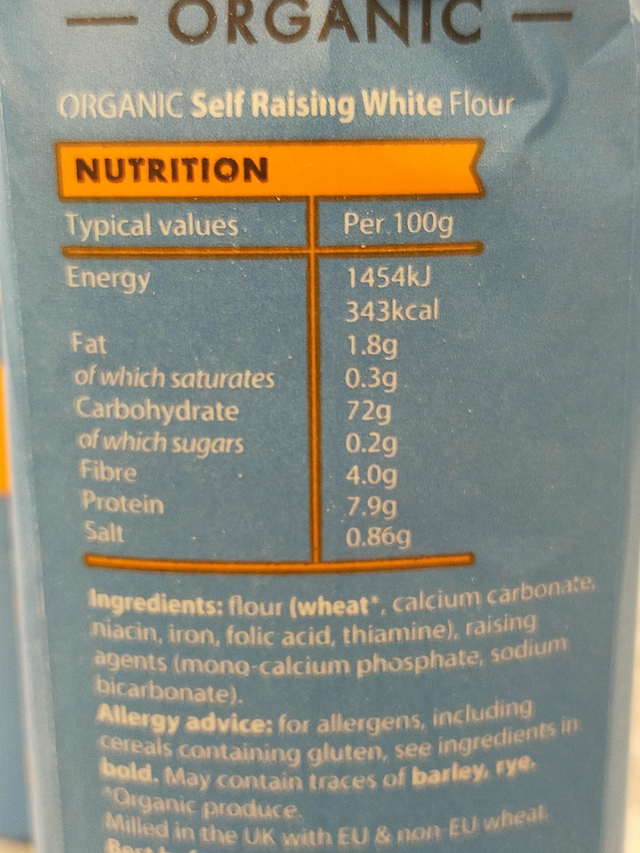 — ORGANIC —
ORGANIC Self Raising White Flour
NUTRITION
Typical values Per 100g
Energy 1454kJ
343kcal
Fat 1.8g
of which saturates 0.3g
Carbohydrate 72g
of which sugars 0.2g
Fibre 4.0g
Protein 7.9g
Salt 0.86g
Ingredients: flour (wheat*, calcium carbonate,
niacin, iron, folic acid, thiamine), raising
agents (mono-calcium phosphate, sodium
bicarbonate).
Allergy advice: for allergens, including
cereals containing gluten, see ingredients in
bold. May contain traces of barley, rye.
*Organic produce.
Milled in the UK with EU & non-EU wheat.
Best